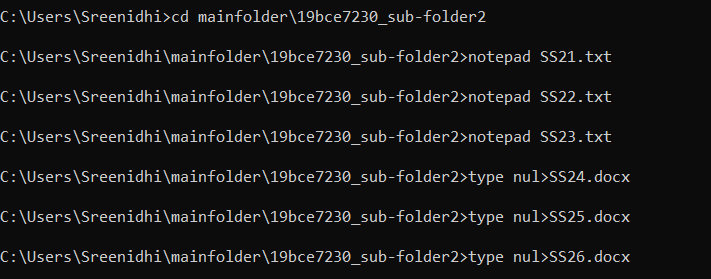 C:\Users\Sreenidhi>cd mainfolder\19bce7230_sub-folder2
C:\Users\Sreenidhi\mainfolder\19bce7230_sub-folder2>notepad SS21.txt
C:\Users\Sreenidhi\mainfolder\19bce7230_sub-folder2>notepad SS22.txt
C:\Users\Sreenidhi\mainfolder\19bce7230_sub-folder2>notepad SS23.txt
C:\Users\Sreenidhi\mainfolder\19bce7230_sub-folder2>type nul>SS24.docx
C:\Users\Sreenidhi\mainfolder\19bce7230_sub-folder2>type nul>SS25.docx
C:\Users\Sreenidhi\mainfolder\19bce7230_sub-folder2>type nul>SS26.docx